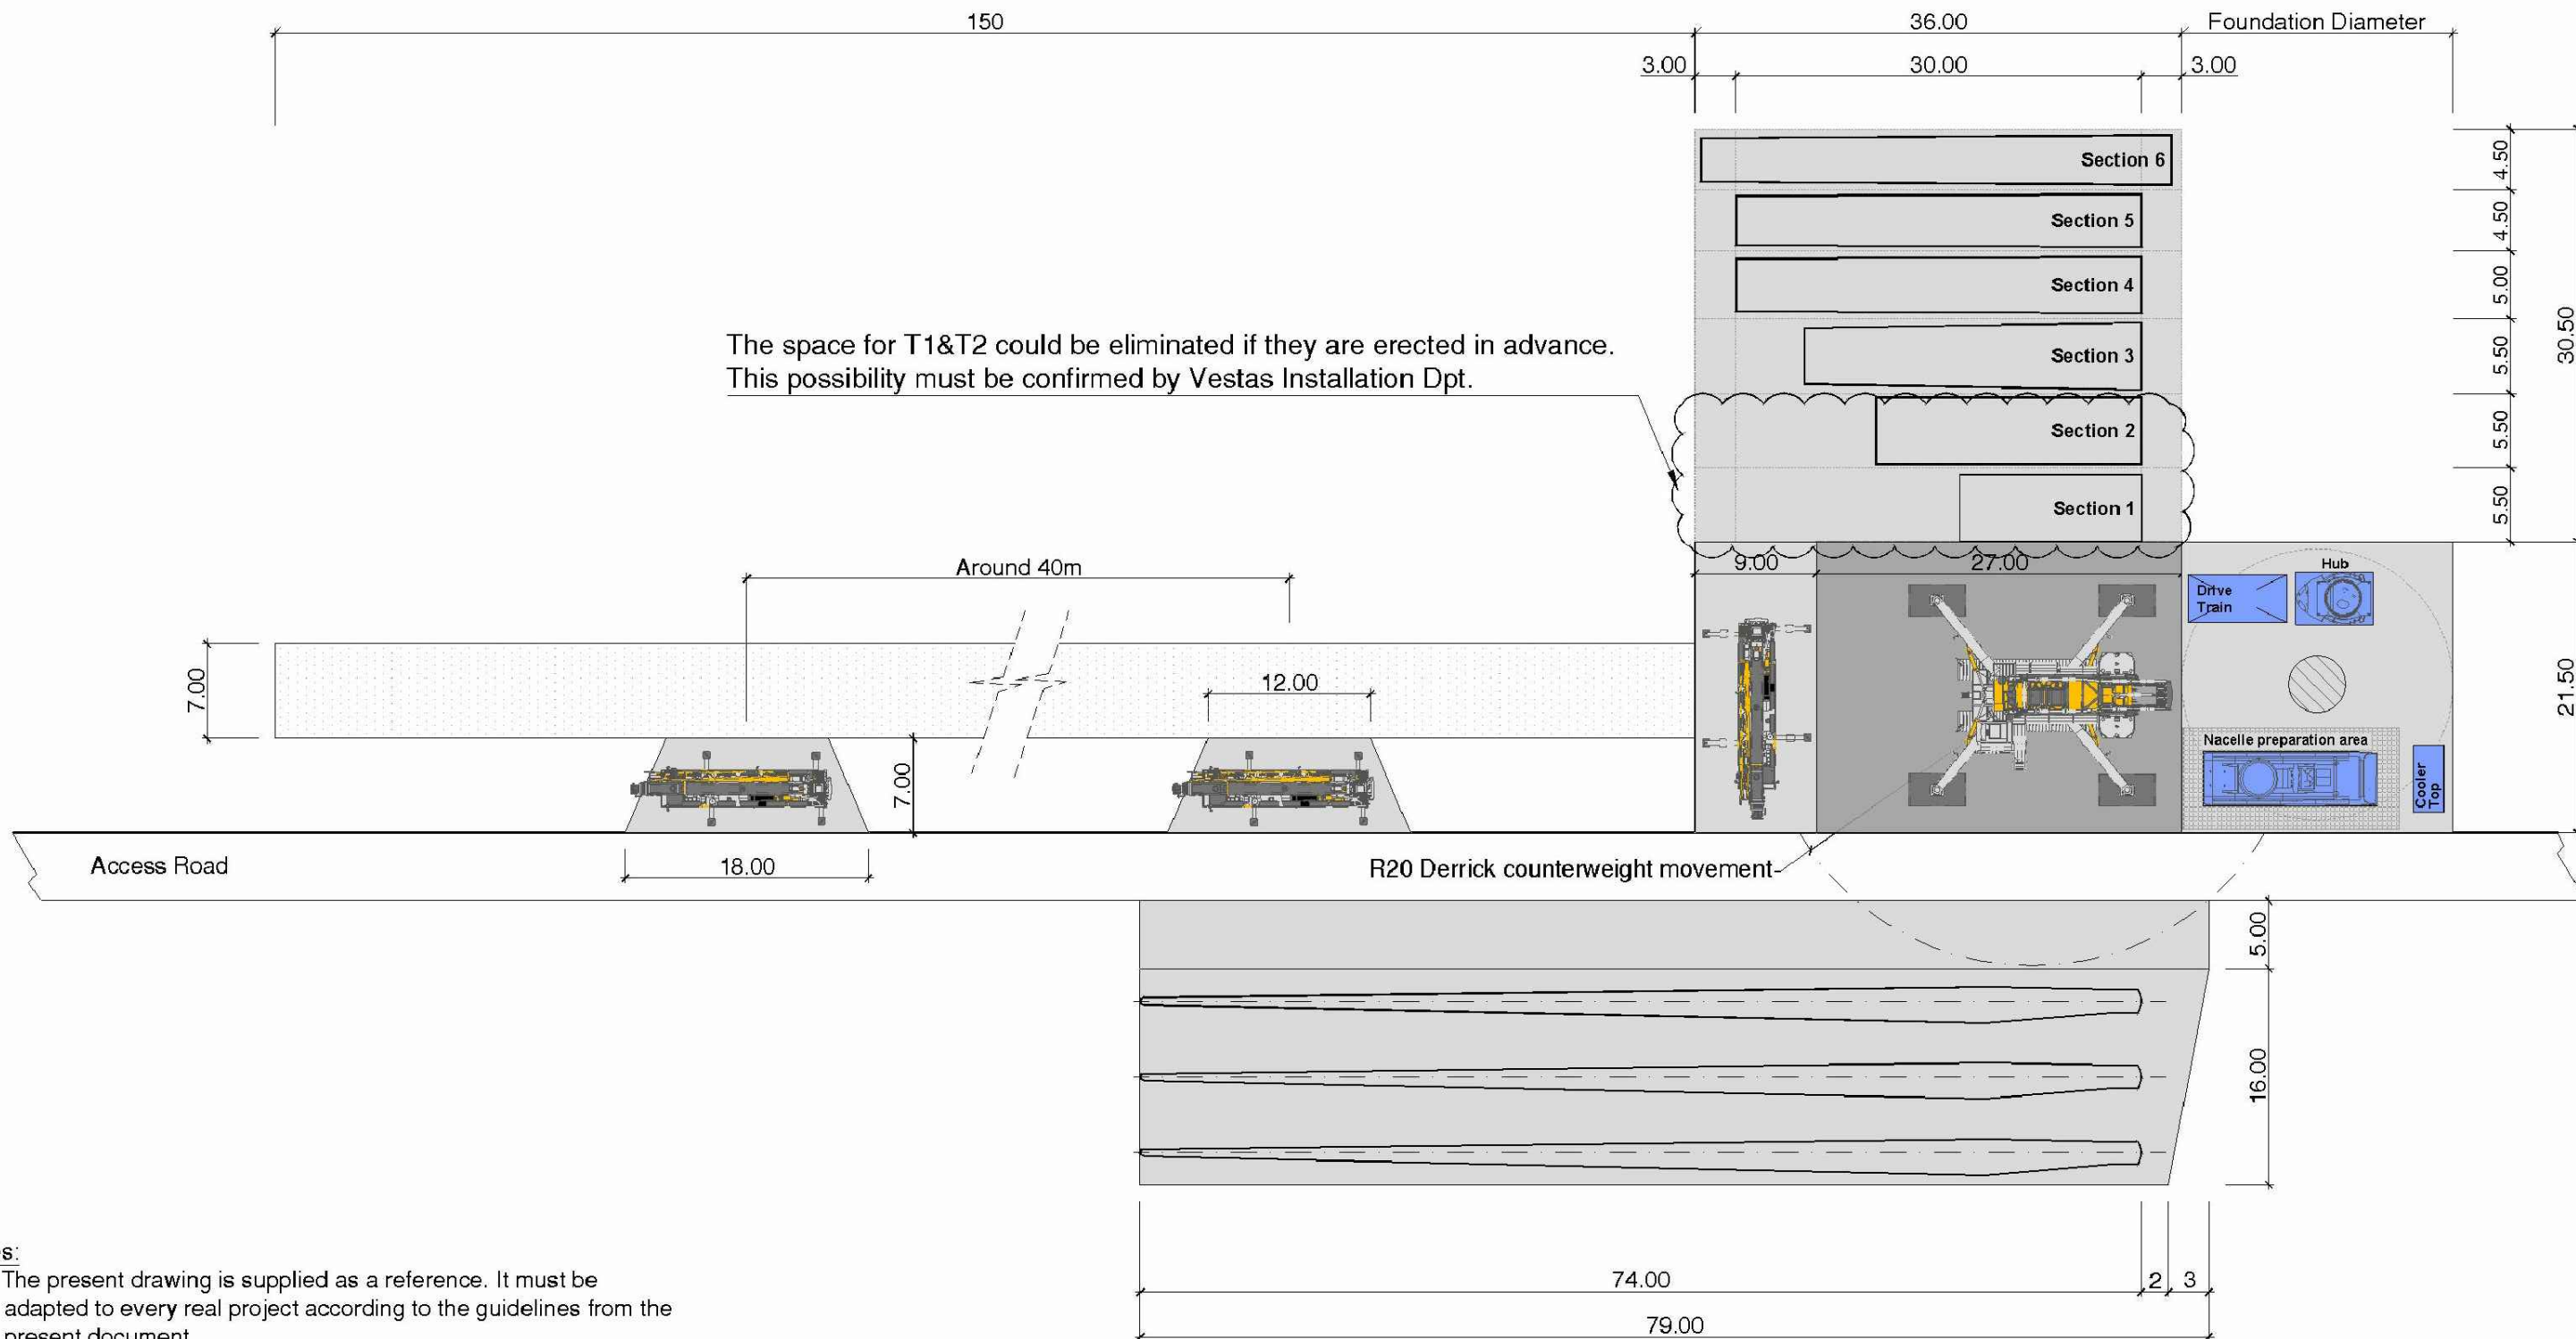 150
36.00
Foundation Diameter
3.00
30.00
3.00
Section 6
4.50
Section 5
4.50
Section 4
5.00
30.50
The space for T1&T2 could be eliminated if they are erected in advance.
This possibility must be confirmed by Vestas Installation Dpt.
Section 3
5.50
Section 2
5.50
Section 1
5.50
Around 40m
9.00
27.00
Hub
Drive
Train
7.00
12.00
21.50
Nacelle preparation area
Cooler
Top
7.00
Access Road
18.00
R20 Derrick counterweight movement
5.00
16.00
74.00
2
3
79.00
s:
The present drawing is supplied as a reference. It must be
adapted to every real project according to the guidelines from the
present document